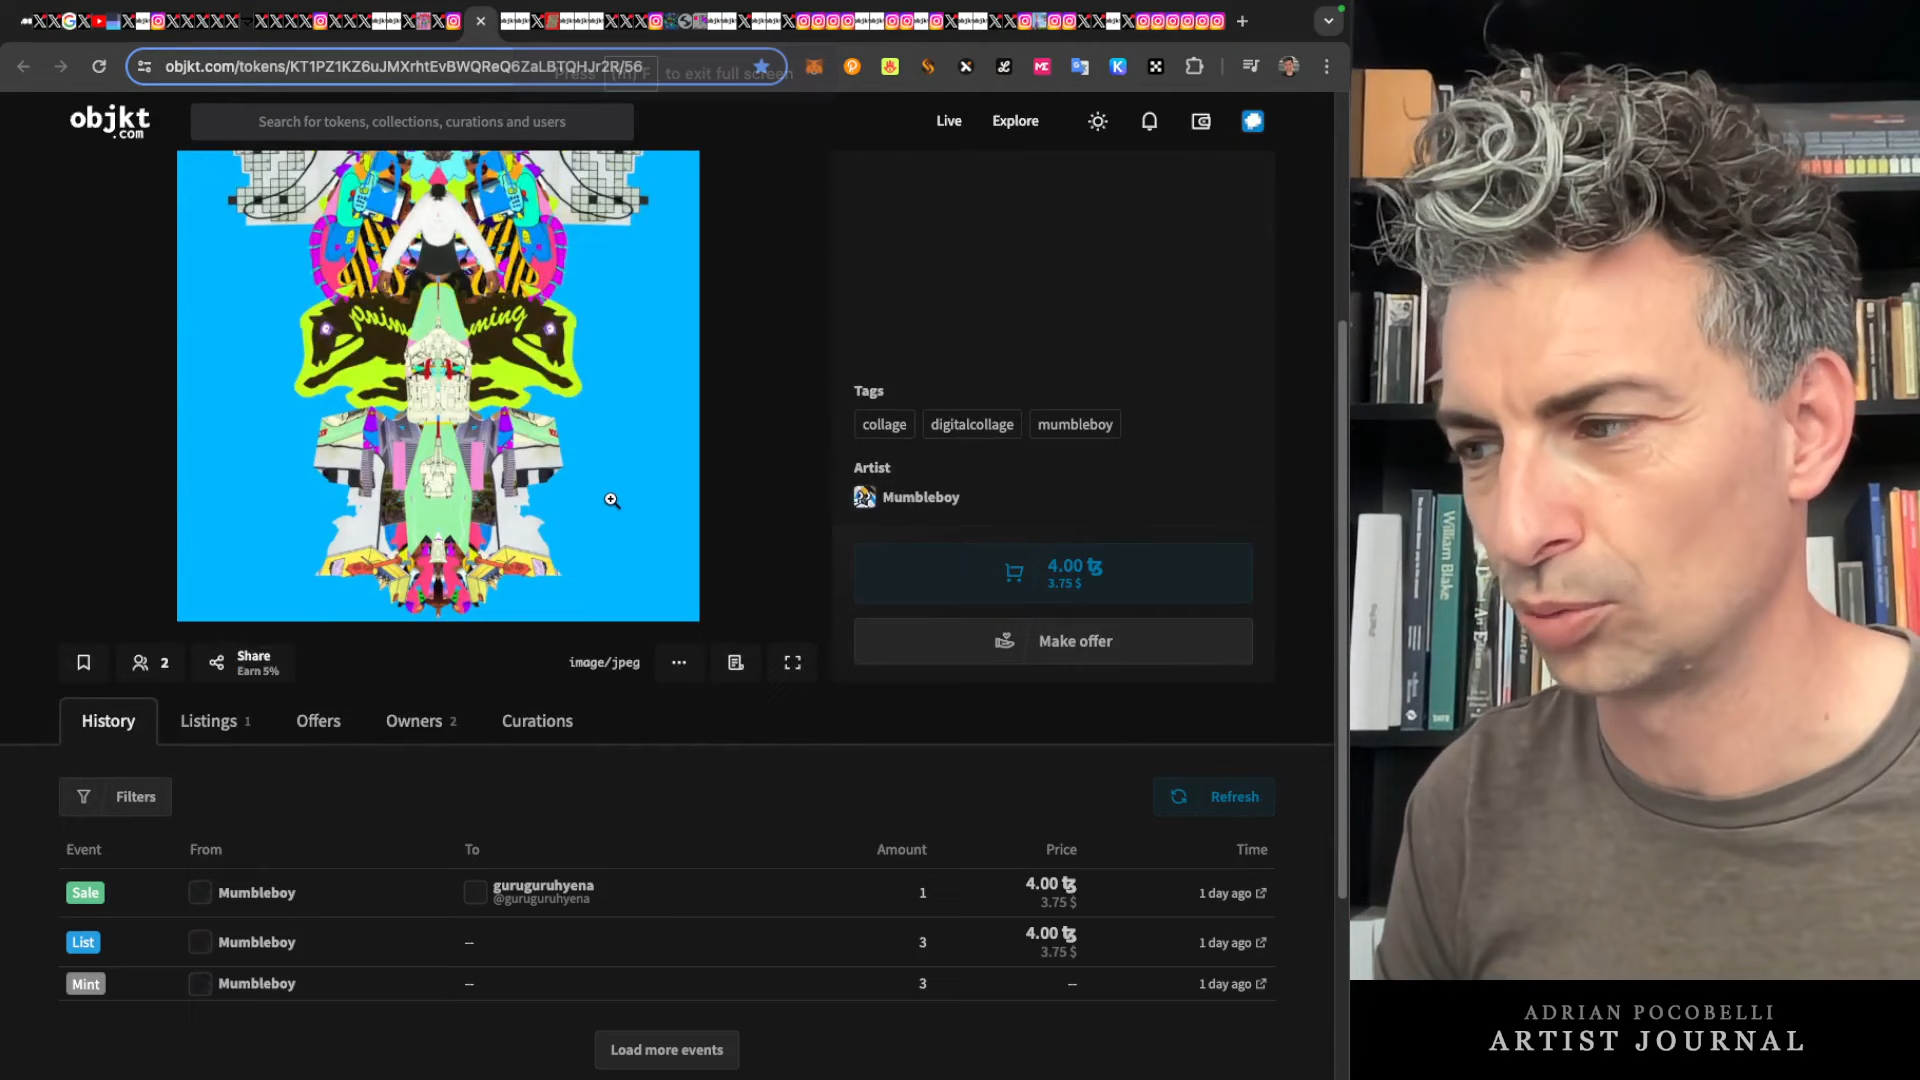 objkt.com/tokens/KT1PZ1KZ6uJMXrhtEvBWQReQ6ZaLBTQHJr2R/56
Press F to exit full screen
objkt
.com
Search for tokens, collections, curations and users
Live
Explore
Tags
collage
digitalcollage
mumbleboy
Artist
Mumbleboy
4.00 ꜩ
3.75 $
Make offer
2
Share
Earn 5%
image/jpeg
History
Listings 1
Offers
Owners 2
Curations
Filters
Refresh
Event From To Amount Price Time
Sale Mumbleboy guruguruhyena 1 4.00 ꜩ 1 day ago
@guruguruhyena 3.75 $
List Mumbleboy -- 3 4.00 ꜩ 1 day ago
3.75 $
Mint Mumbleboy -- 3 -- 1 day ago
Load more events
William Blake
ADRIAN POCOBELLI
ARTIST JOURNAL